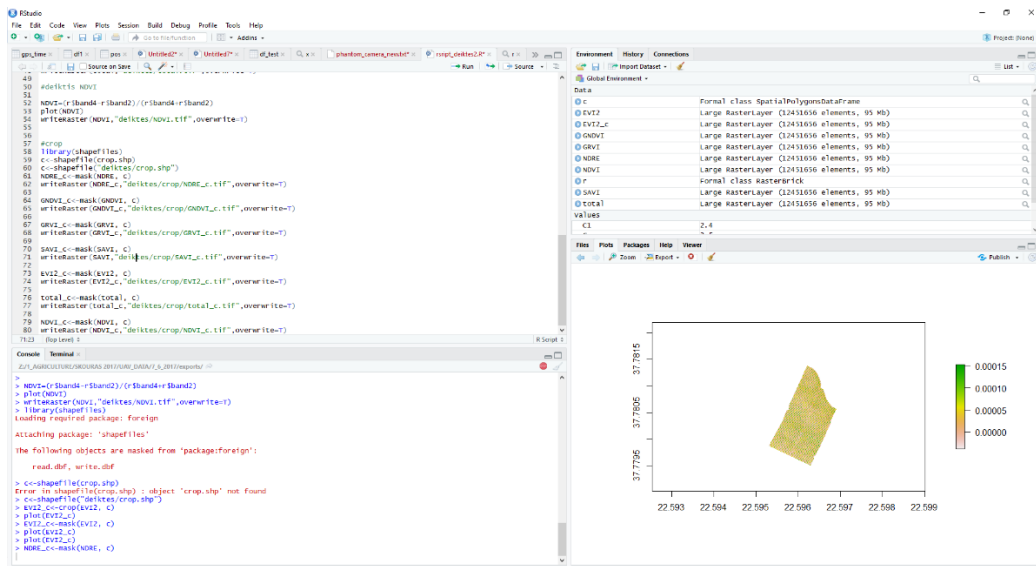 RStudio
File Edit Code View Plots Session Build Debug Profile Tools Help
Go to file/function Addins
Project: (None)
gps_time df1 pos Untitled2* Untitled7* df_test x phantom_camera_new.txt* rssipt_deiktes2.R* r
Source on Save Run Source
49
50 #deiktis NDVI
51
52 NDVI=(r$band4-r$band2)/(r$band4+r$band2)
53 plot(NDVI)
54 writeRaster(NDVI,"deiktes/NDVI.tif",overwrite=T)
55
56
57 #crop
58 library(shapefiles)
59 c<-shapefile(crop.shp)
60 c<-shapefile("deiktes/crop.shp")
61 NDRE_c<-mask(NDRE, c)
62 writeRaster(NDRE_c,"deiktes/crop/NDRE_c.tif",overwrite=T)
63
64 GNDVI_c<-mask(GNDVI, c)
65 writeRaster(GNDVI_c,"deiktes/crop/GNDVI_c.tif",overwrite=T)
66
67 GRVI_c<-mask(GRVI, c)
68 writeRaster(GRVI_c,"deiktes/crop/GRVI_c.tif",overwrite=T)
69
70 SAVI_c<-mask(SAVI, c)
71 writeRaster(SAVI,"deiktes/crop/SAVI_c.tif",overwrite=T)
72
73 EVI2_c<-mask(EVI2, c)
74 writeRaster(EVI2_c,"deiktes/crop/EVI2_c.tif",overwrite=T)
75
76 total_c<-mask(total, c)
77 writeRaster(total_c,"deiktes/crop/total_c.tif",overwrite=T)
78
79 NDVI_c<-mask(NDVI, c)
80 writeRaster(NDVI_c,"deiktes/crop/NDVI_c.tif",overwrite=T)
71:23 (Top Level) R Script
Console Terminal
Z:/Y_AGRICULTURE/SKOURAS 2017/UAV_DATA/7_6_2017/exports/
>
> NDVI=(r$band4-r$band2)/(r$band4+r$band2)
> plot(NDVI)
> writeRaster(NDVI,"deiktes/NDVI.tif",overwrite=T)
> library(shapefiles)
Loading required package: foreign
Attaching package: 'shapefiles'
The following objects are masked from 'package:foreign':
read.dbf, write.dbf
> c<-shapefile(crop.shp)
Error in shapefile(crop.shp) : object 'crop.shp' not found
> c<-shapefile("deiktes/crop.shp")
> EVI2_c<-crop(EVI2, c)
> plot(EVI2_c)
> EVI2_c<-mask(EVI2, c)
> plot(EVI2_c)
> plot(EVI2_c)
> NDRE_c<-mask(NDRE, c)
Environment History Connections
Import Dataset List
Global Environment
Data
c Formal class SpatialPolygonsDataFrame
EVI2 Large RasterLayer (12451656 elements, 95 Mb)
EVI2_c Large RasterLayer (12451656 elements, 95 Mb)
GNDVI Large RasterLayer (12451656 elements, 95 Mb)
GRVI Large RasterLayer (12451656 elements, 95 Mb)
NDRE Large RasterLayer (12451656 elements, 95 Mb)
NDVI Large RasterLayer (12451656 elements, 95 Mb)
r Formal class RasterBrick
SAVI Large RasterLayer (12451656 elements, 95 Mb)
total Large RasterLayer (12451656 elements, 95 Mb)
values
C1 2.4
Files Plots Packages Help Viewer
Zoom Export Publish
37.7815
37.7805
37.7795
0.00015
0.00010
0.00005
0.00000
22.593 22.594 22.595 22.596 22.597 22.598 22.599